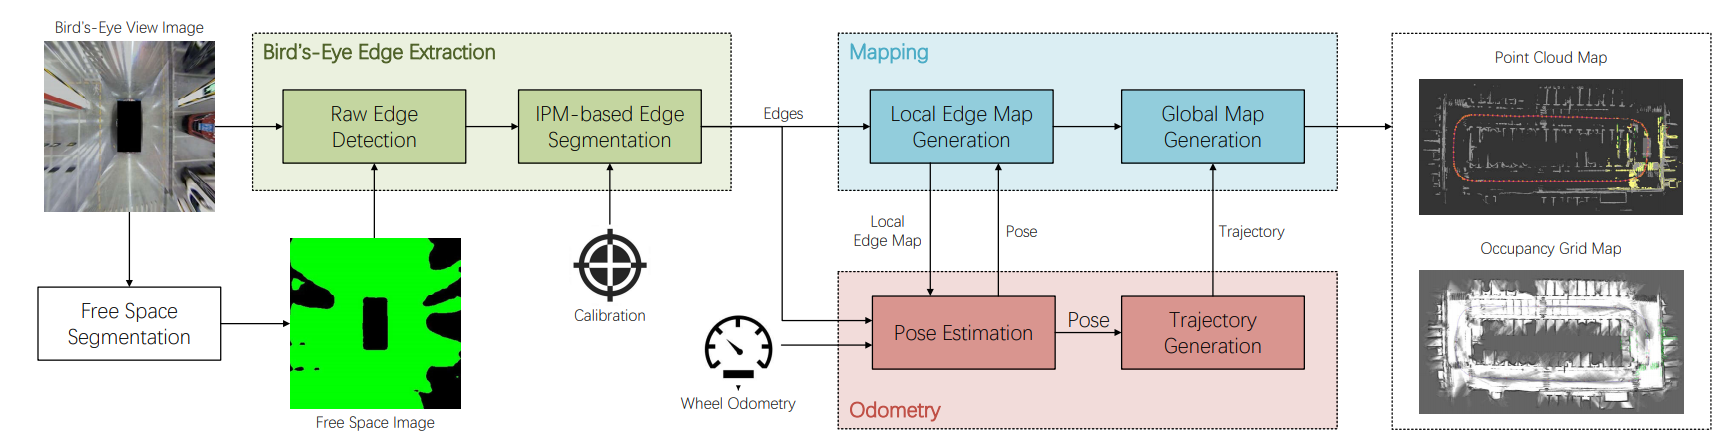 Bird's-Eye View Image
Bird's-Eye Edge Extraction
Raw Edge
Detection
IPM-based Edge
Segmentation
Edges
Mapping
Local Edge Map
Generation
Global Map
Generation
Point Cloud Map
Local
Edge Map
Pose
Trajectory
Occupancy Grid Map
Free Space
Segmentation
Free Space Image
Calibration
Wheel Odometry
Pose Estimation
Pose
Trajectory
Generation
Odometry